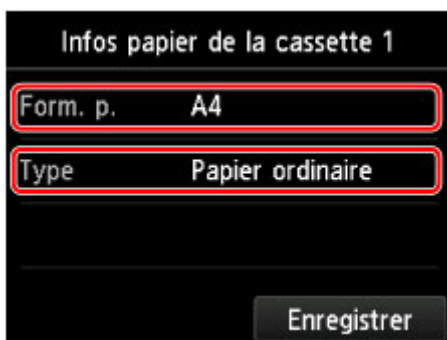 Infos papier de la cassette 1
Form. p. A4
Type Papier ordinaire
Enregistrer